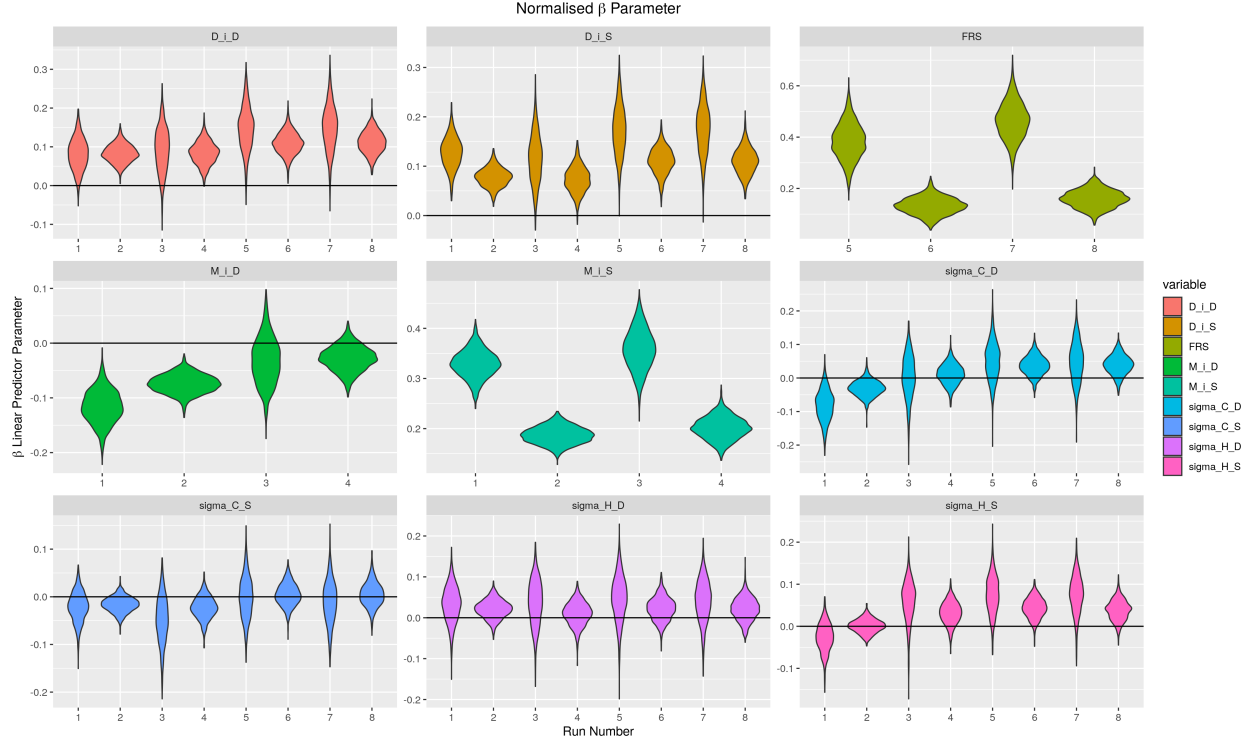 Normalised β Parameter
D_i_D
D_i_S
FRS
0.3
0.2
0.1
0.0
-0.1
1 2 3 4 5 6 7 8
0.3
0.2
0.1
0.0
1 2 3 4 5 6 7 8
0.6
0.4
0.2
5 6 7 8
β Linear Predictor Parameter
M_i_D
M_i_S
sigma_C_D
0.1
0.0
-0.1
-0.2
1 2 3 4
0.4
0.3
0.2
1 2 3 4
0.2
0.1
0.0
-0.1
-0.2
1 2 3 4 5 6 7 8
sigma_C_S
sigma_H_D
sigma_H_S
0.1
0.0
-0.1
-0.2
1 2 3 4 5 6 7 8
0.2
0.1
0.0
-0.1
-0.2
1 2 3 4 5 6 7 8
0.2
0.1
0.0
-0.1
1 2 3 4 5 6 7 8
Run Number
variable
D_i_D
D_i_S
FRS
M_i_D
M_i_S
sigma_C_D
sigma_C_S
sigma_H_D
sigma_H_S